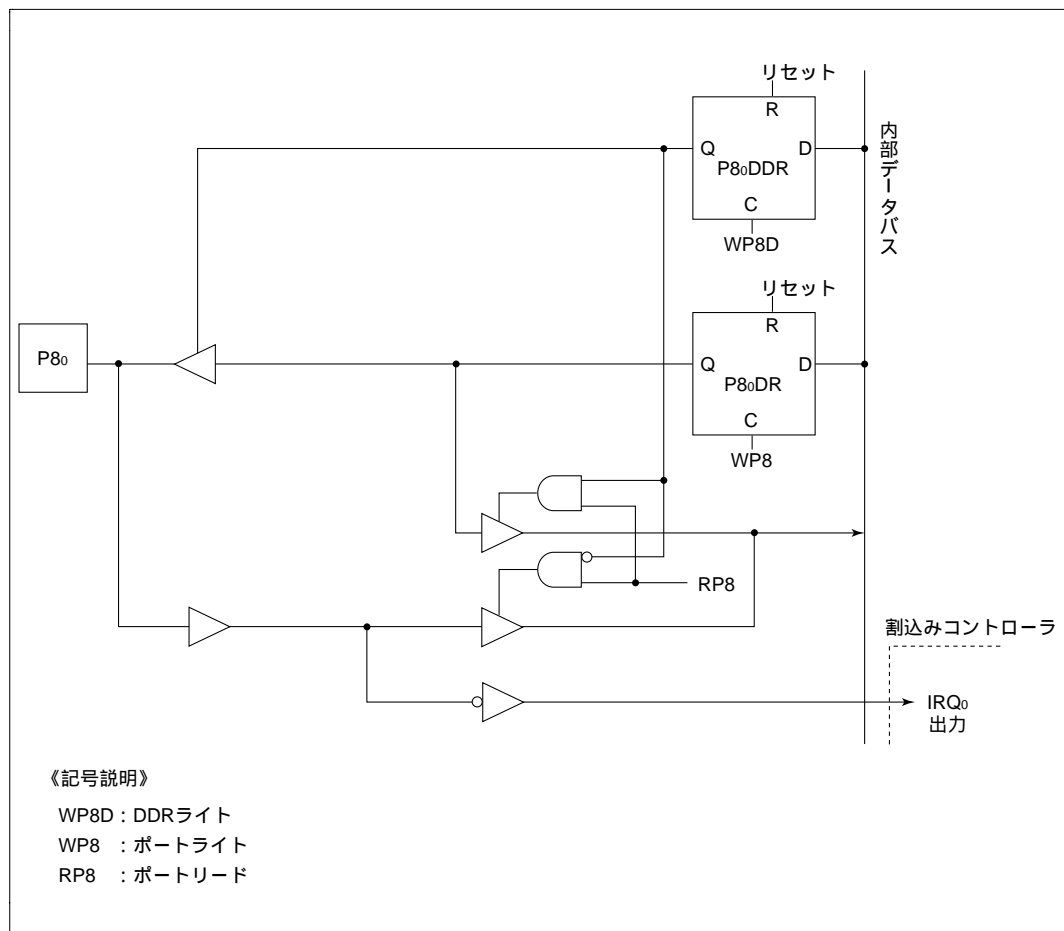 リセット
R
Q
D
P8₀DDR
C
WP8D
内部データバス
リセット
R
P8₀
Q
D
P8₀DR
C
WP8
RP8
割込みコントローラ
IRQ₀
出力
《記号説明》
WP8D：DDRライト
WP8 ：ポートライト
RP8 ：ポートリード